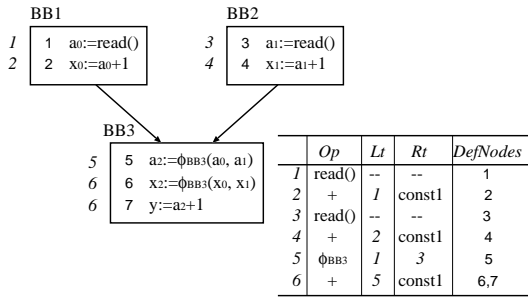 BB1
1 1 a0:=read()
2 2 x0:=a0+1
BB2
3 3 a1:=read()
4 4 x1:=a1+1
BB3
5 5 a2:=ϕBB3(a0, a1)
6 6 x2:=ϕBB3(x0, x1)
6 7 y:=a2+1
Op Lt Rt DefNodes
1 read() -- -- 1
2 + 1 const1 2
3 read() -- -- 3
4 + 2 const1 4
5 ϕBB3 1 3 5
6 + 5 const1 6,7